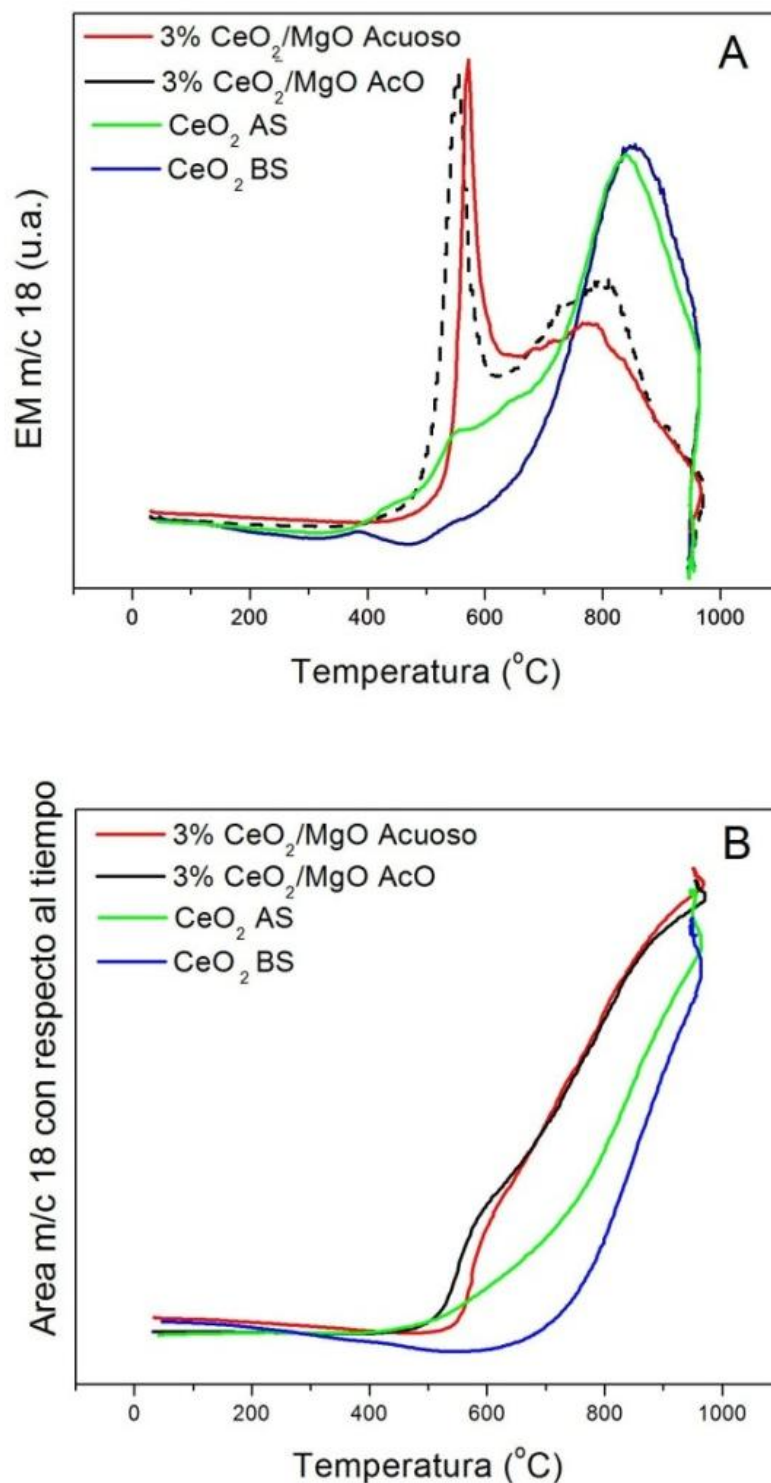 3% CeO2/MgO Acuoso
A
3% CeO2/MgO AcO
CeO2 AS
CeO2 BS
EM m/c 18 (u.a.)
0 200 400 600 800 1000
Temperatura (°C)
3% CeO2/MgO Acuoso
B
3% CeO2/MgO AcO
CeO2 AS
CeO2 BS
Area m/c 18 con respecto al tiempo
0 200 400 600 800 1000
Temperatura (°C)